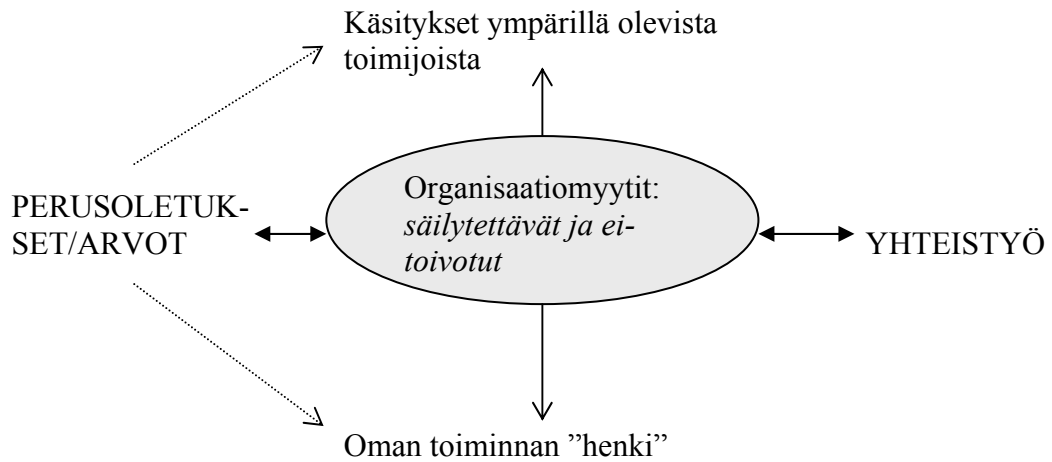 Käsitykset ympärillä olevista
toimijoista
Organisaatiomyytit:
säilytettävät ja ei-
toivotut
PERUSOLETUK-
SET/ARVOT
YHTEISTYÖ
Oman toiminnan ”henki”